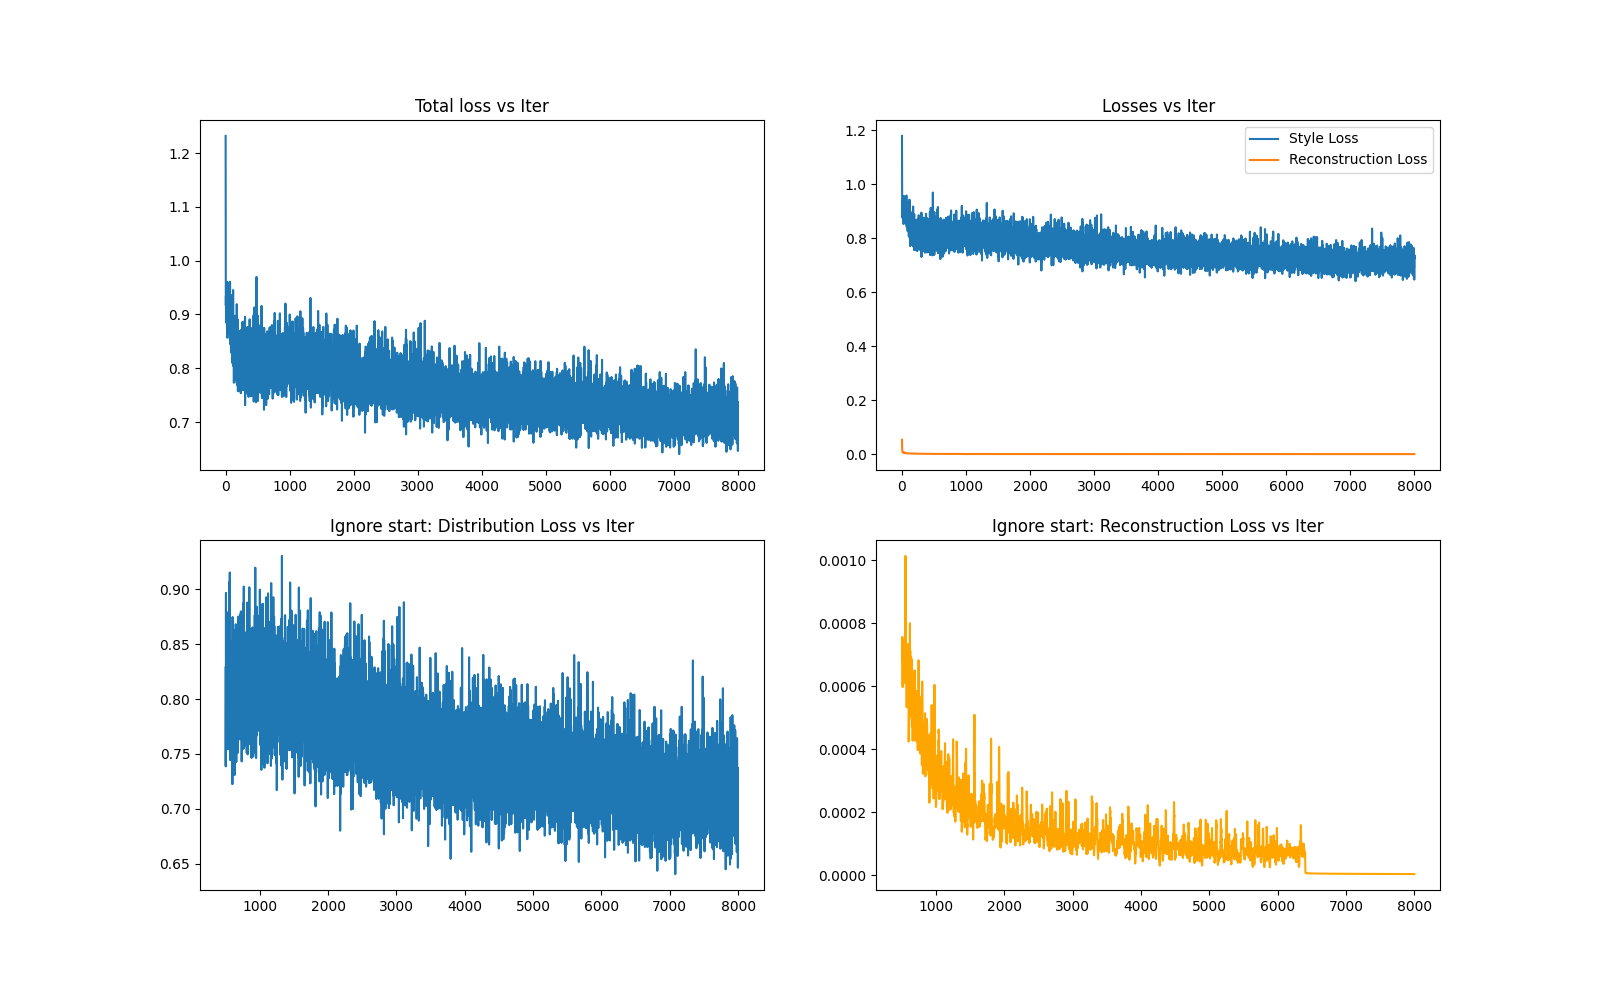 Total loss vs Iter
1.2
1.1
1.0
0.9
0.8
0.7
0 1000 2000 3000 4000 5000 6000 7000 8000
Losses vs Iter
1.2
1.0
0.8
0.6
0.4
0.2
0.0
Style Loss
Reconstruction Loss
0 1000 2000 3000 4000 5000 6000 7000 8000
Ignore start: Distribution Loss vs Iter
0.90
0.85
0.80
0.75
0.70
0.65
1000 2000 3000 4000 5000 6000 7000 8000
Ignore start: Reconstruction Loss vs Iter
0.0010
0.0008
0.0006
0.0004
0.0002
0.0000
1000 2000 3000 4000 5000 6000 7000 8000